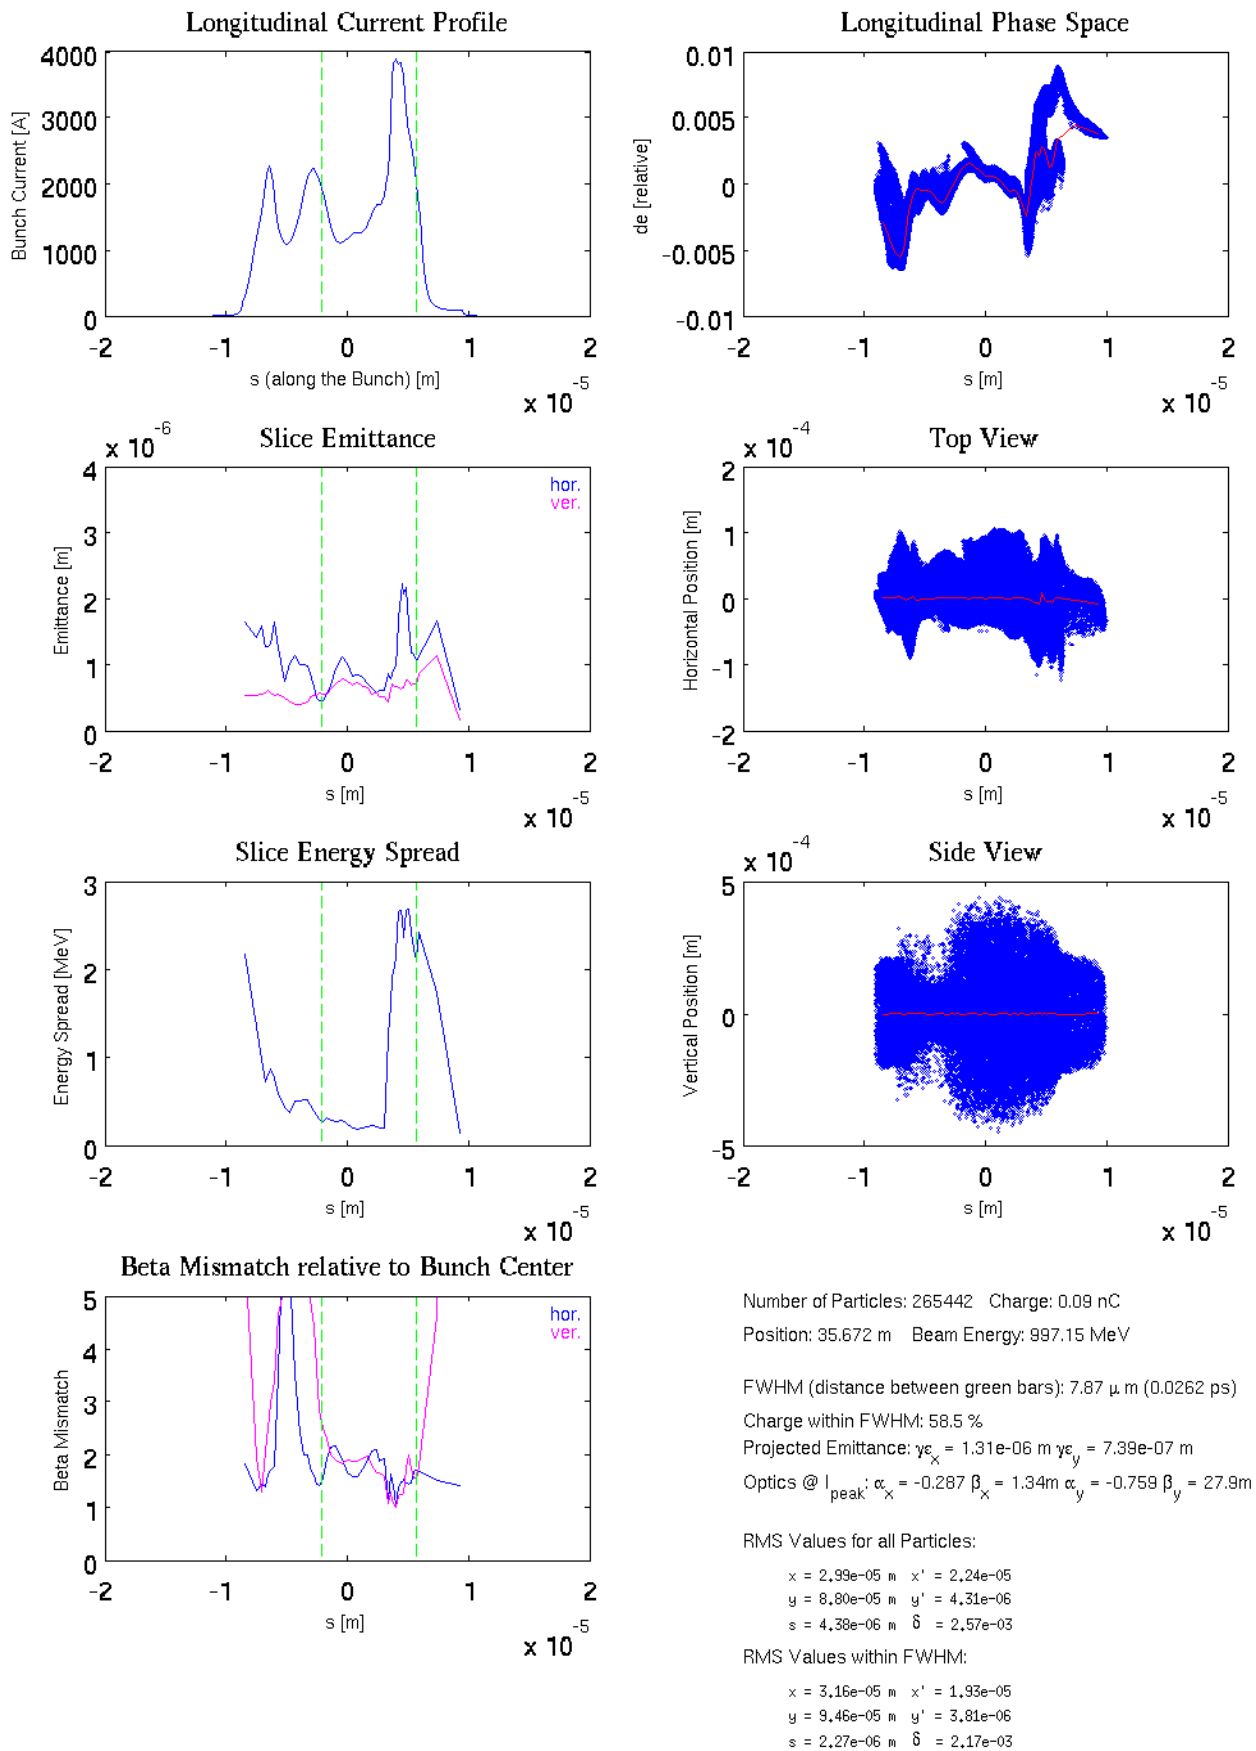 Longitudinal Current Profile
4000
3000
2000
1000
0
Bunch Current [A]
-2 -1 0 1 2
s (along the Bunch) [m]
x 10^-5
Longitudinal Phase Space
0.01
0.005
0
-0.005
-0.01
de [relative]
-2 -1 0 1 2
s [m]
x 10^-5
Slice Emittance
x 10^-6
4
3
2
1
0
Emittance [m]
hor.
ver.
-2 -1 0 1 2
s [m]
x 10^-5
Top View
x 10^-4
2
1
0
-1
-2
Horizontal Position [m]
-2 -1 0 1 2
s [m]
x 10^-5
Slice Energy Spread
3
2
1
0
Energy Spread [MeV]
-2 -1 0 1 2
s [m]
x 10^-5
Side View
x 10^-4
5
0
-5
Vertical Position [m]
-2 -1 0 1 2
s [m]
x 10^-5
Beta Mismatch relative to Bunch Center
5
4
3
2
1
0
Beta Mismatch
hor.
ver.
-2 -1 0 1 2
s [m]
x 10^-5
Number of Particles: 265442 Charge: 0.09 nC
Position: 35.672 m Beam Energy: 997.15 MeV
FWHM (distance between green bars): 7.87 μ m (0.0262 ps)
Charge within FWHM: 58.5 %
Projected Emittance: γε_x = 1.31e-06 m γε_y = 7.39e-07 m
Optics @ I_peak: α_x = -0.287 β_x = 1.34m α_y = -0.759 β_y = 27.9m
RMS Values for all Particles:
x = 2.99e-05 m x' = 2.24e-05
y = 8.80e-05 m y' = 4.31e-06
s = 4.38e-06 m δ = 2.57e-03
RMS Values within FWHM:
x = 3.16e-05 m x' = 1.93e-05
y = 9.46e-05 m y' = 3.81e-06
s = 2.27e-06 m δ = 2.17e-03